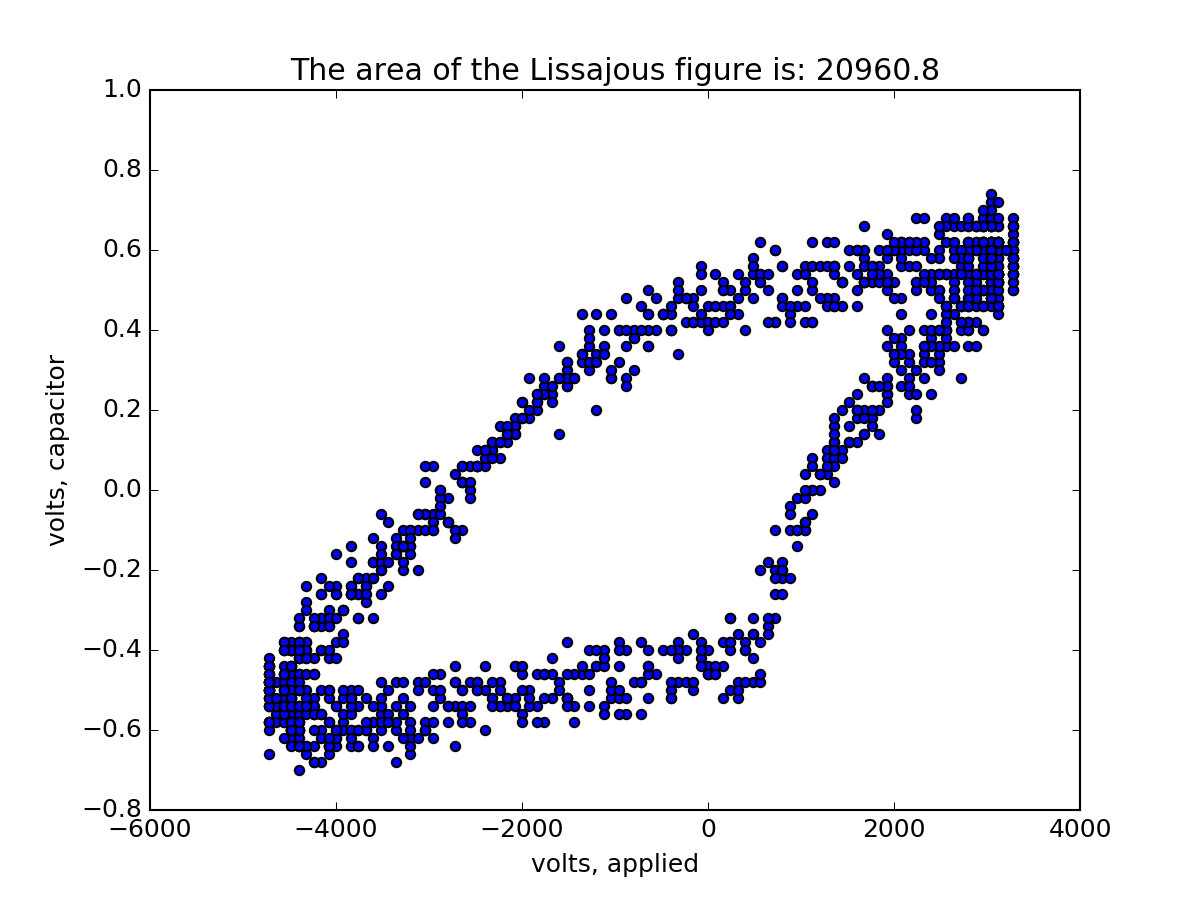 The area of the Lissajous figure is: 20960.8
1.0
0.8
0.6
0.4
0.2
0.0
−0.2
−0.4
−0.6
−0.8
volts, capacitor
−6000 −4000 −2000 0 2000 4000
volts, applied